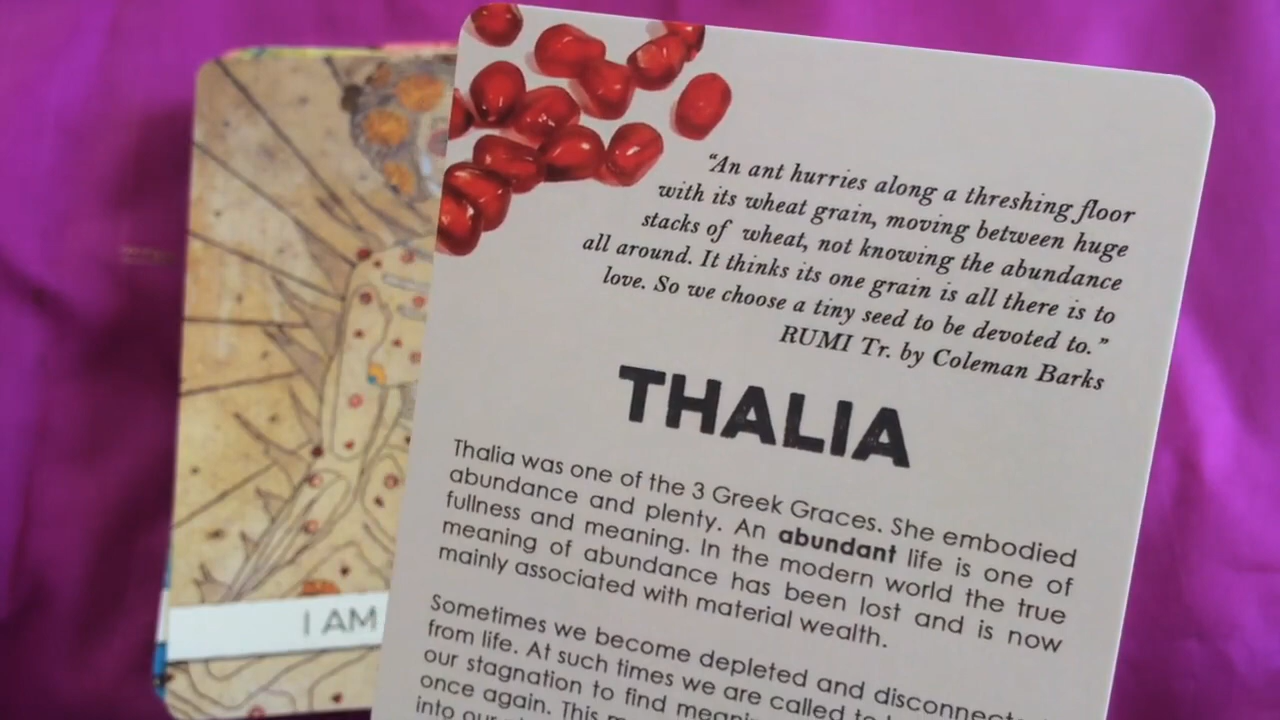 “An ant hurries along a threshing floor
with its wheat grain, moving between huge
stacks of wheat, not knowing the abundance
all around. It thinks its one grain is all there is to
love. So we choose a tiny seed to be devoted to.”
RUMI Tr. by Coleman Barks
THALIA
Thalia was one of the 3 Greek Graces. She embodied
abundance and plenty. An abundant life is one of
fullness and meaning. In the modern world the true
meaning of abundance has been lost and is now
mainly associated with material wealth.
Sometimes we become depleted and
from life. At such times we are called to
our stagnation to find
once again. This
into our
I AM